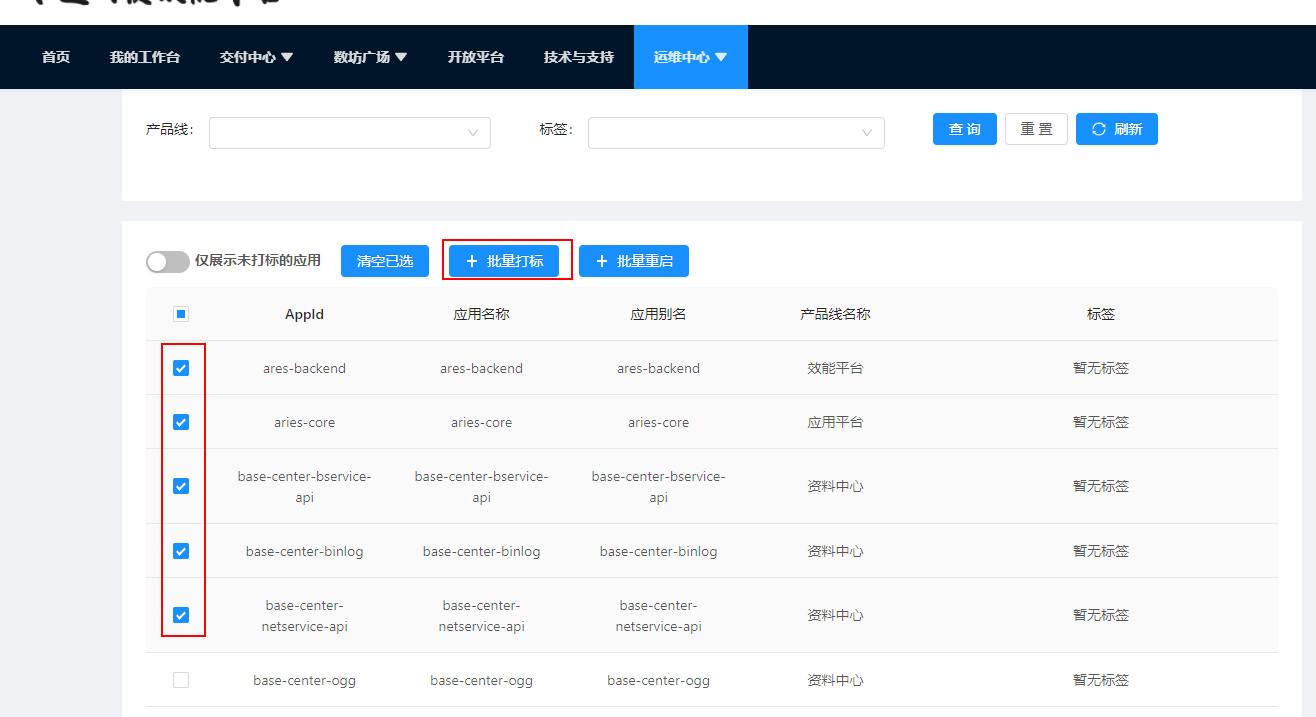 首页 我的工作台 交付中心 数坊广场 开放平台 技术与支持 运维中心
产品线: 标签: 查询 重置 刷新
仅展示未打标的应用 清空已选 + 批量打标 + 批量重启
AppId 应用名称 应用别名 产品线名称 标签
ares-backend ares-backend ares-backend 效能平台 暂无标签
aries-core aries-core aries-core 应用平台 暂无标签
base-center-bservice- base-center-bservice- base-center-bservice-
api api api 资料中心 暂无标签
base-center-binlog base-center-binlog base-center-binlog 资料中心 暂无标签
base-center- base-center- base-center-
netservice-api netservice-api netservice-api 资料中心 暂无标签
base-center-ogg base-center-ogg base-center-ogg 资料中心 暂无标签